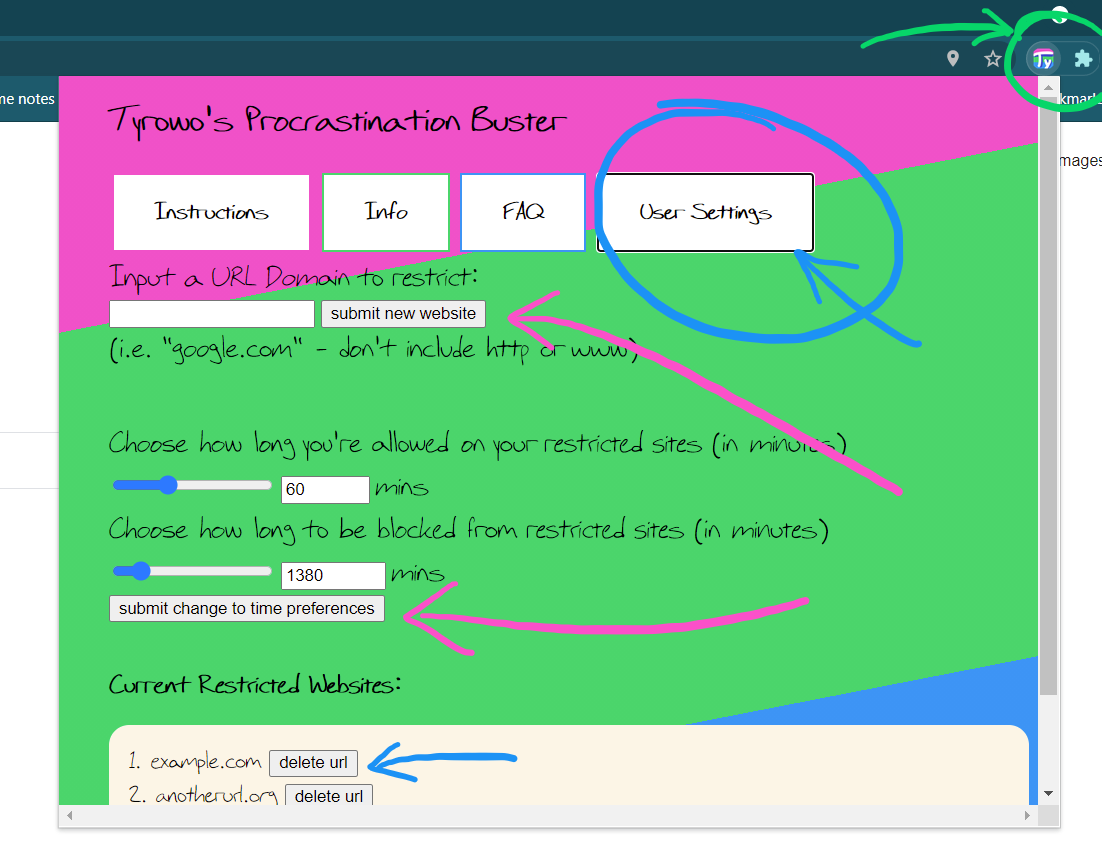 Ty
me notes
kmark
mages
Tyrowo's Procrastination Buster
Instructions Info FAQ User Settings
Input a URL Domain to restrict:
submit new website
(i.e. "google.com" - don't include http or www)
Choose how long you're allowed on your restricted sites (in minutes)
60 mins
Choose how long to be blocked from restricted sites (in minutes)
1380 mins
submit change to time preferences
Current Restricted Websites:
1. example.com delete url
2. anotherurl.org delete url